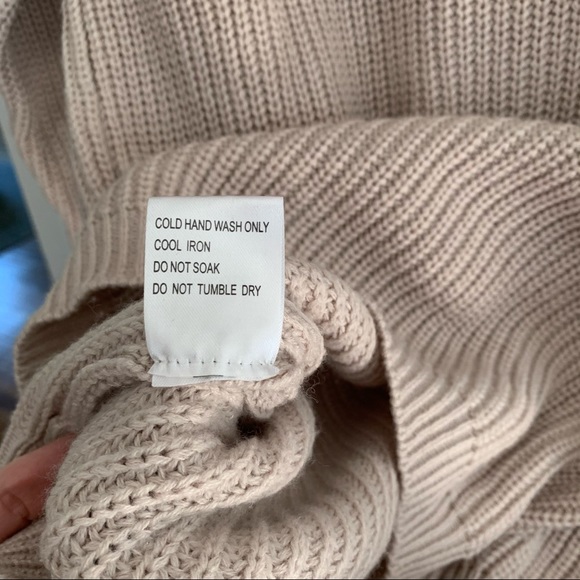 COLD HAND WASH ONLY
COOL IRON
DO NOT SOAK
DO NOT TUMBLE DRY